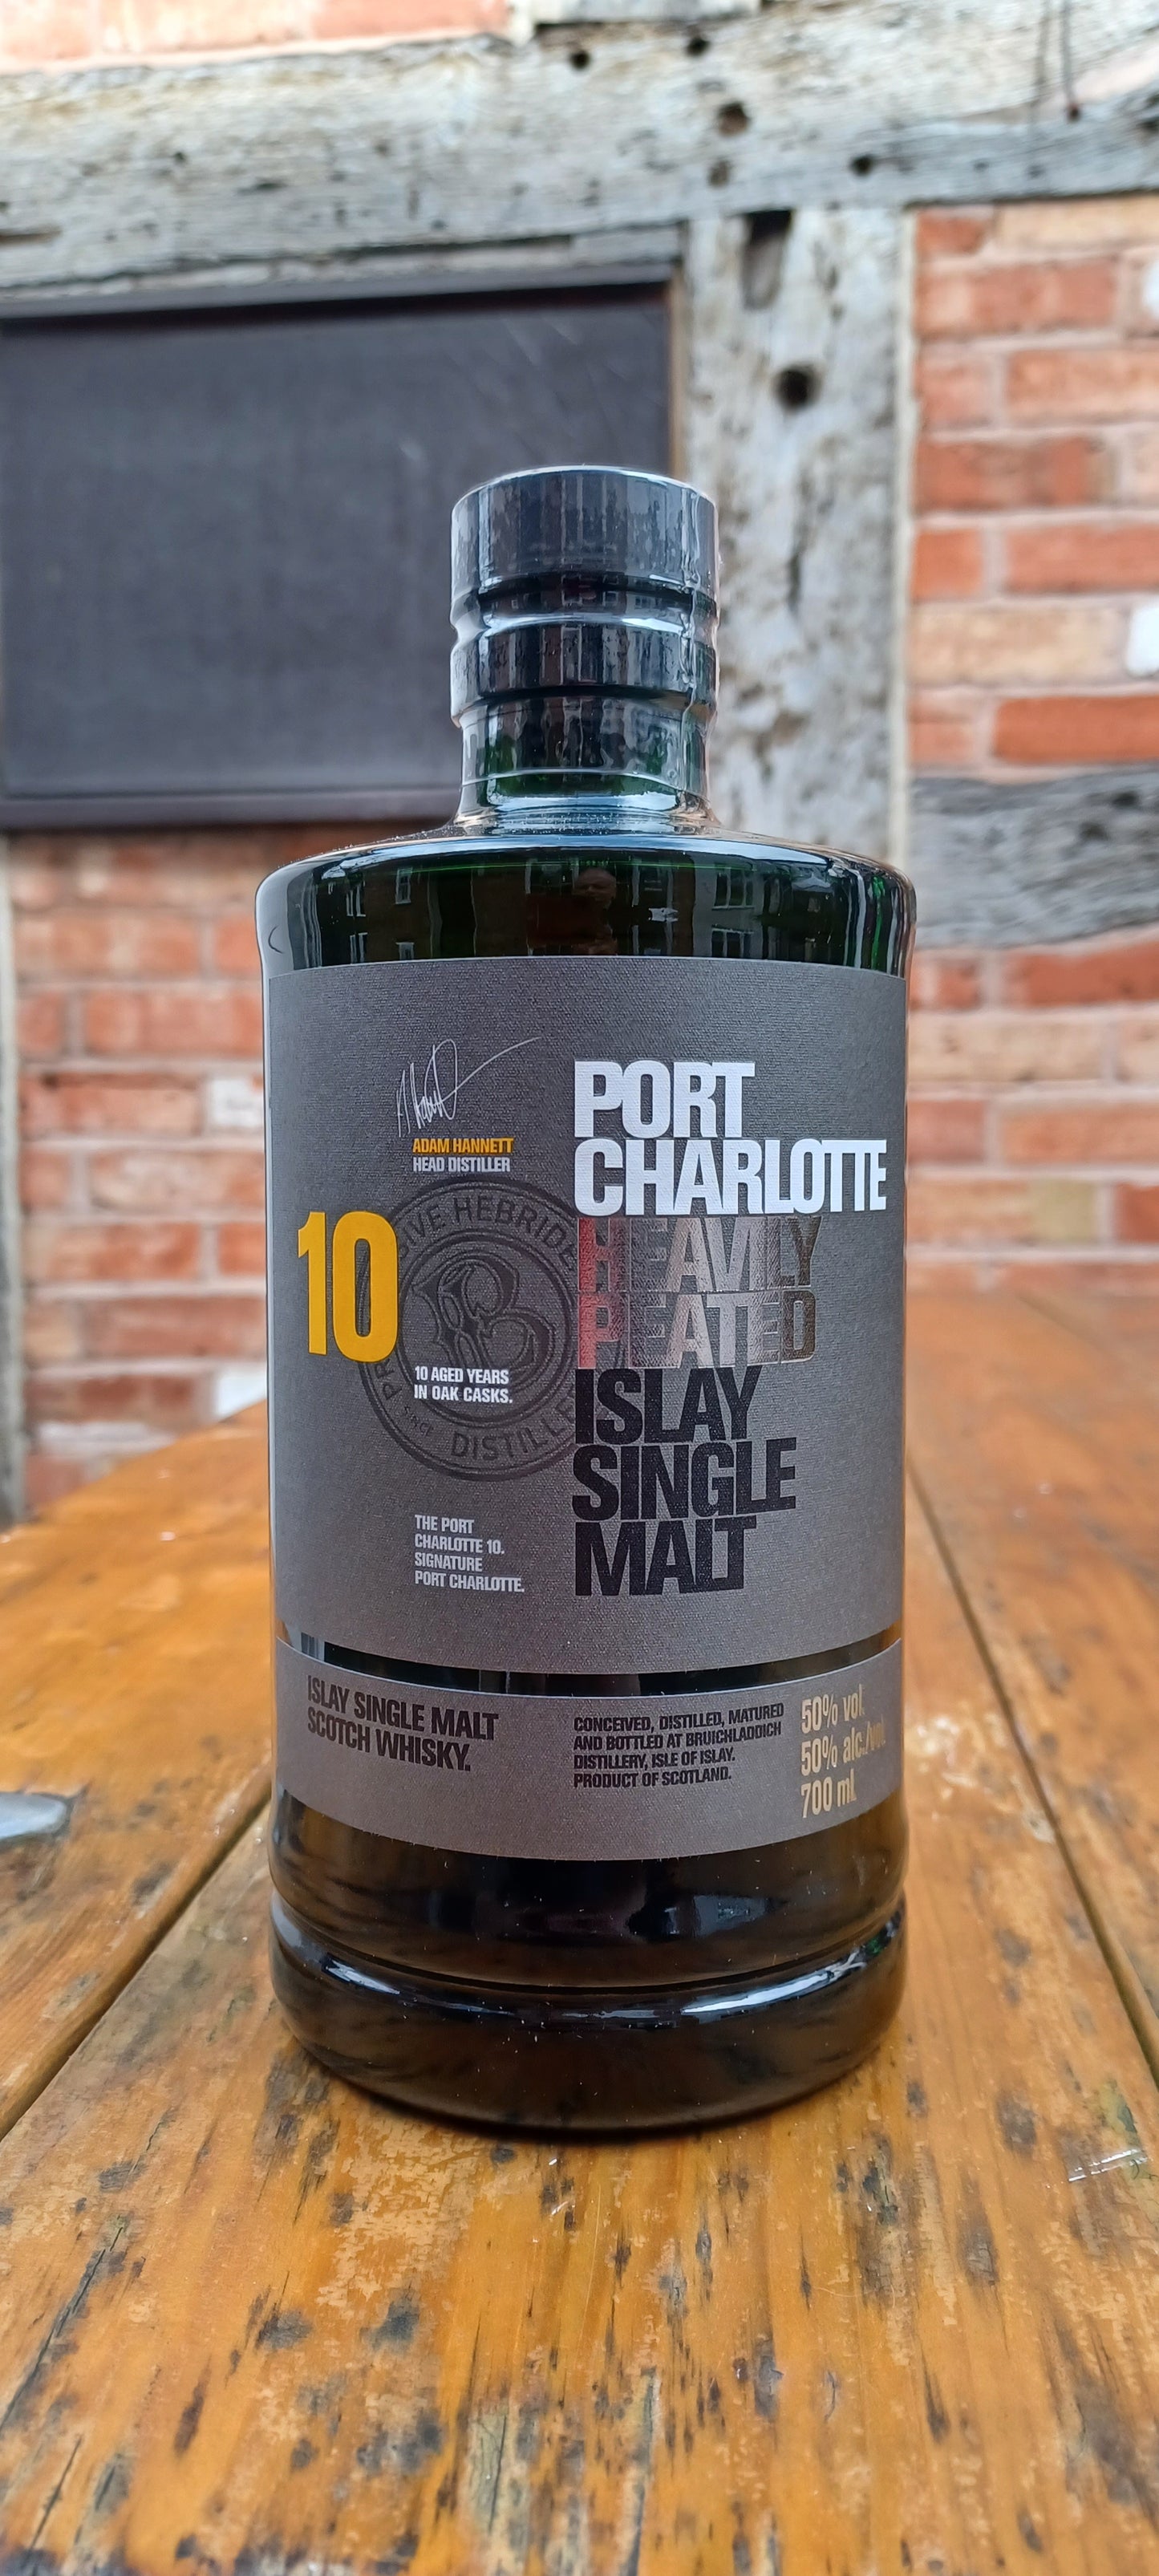 ADAM HANNETT
HEAD DISTILLER
10
10 AGED YEARS
IN OAK CASKS.
THE PORT
CHARLOTTE 10.
SIGNATURE
PORT CHARLOTTE.
PORT
CHARLOTTE
HEAVILY
PEATED
ISLAY
SINGLE
MALT
B
HEBRIDE
DISTILLE
ISLAY SINGLE MALT
SCOTCH WHISKY.
CONCEIVED, DISTILLED, MATURED
AND BOTTLED AT BRUICHLADDICH
DISTILLERY, ISLE OF ISLAY.
PRODUCT OF SCOTLAND.
50% vol.
50% alc./vol.
700 mL